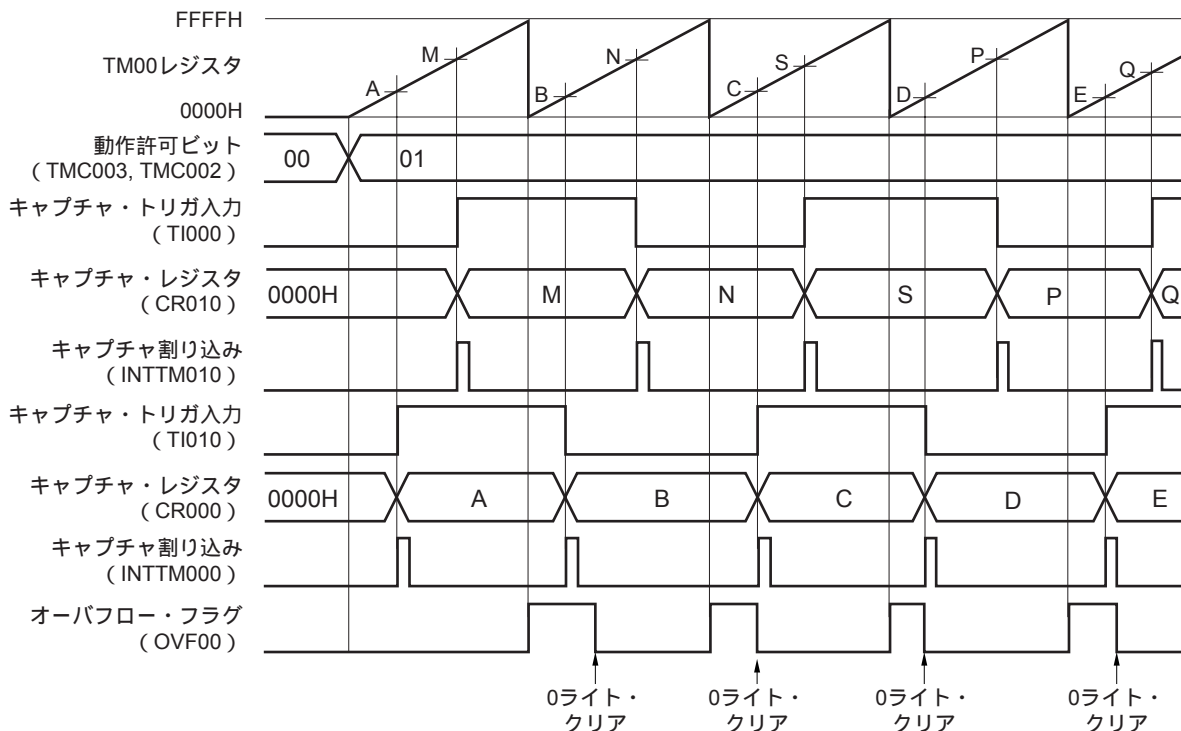 FFFFH
TM00レジスタ
0000H
A
M
B
N
C
S
D
P
E
Q
動作許可ビット
（TMC003, TMC002）
00
01
キャプチャ・トリガ入力
（TI000）
キャプチャ・レジスタ
（CR010）
0000H
M
N
S
P
Q
キャプチャ割り込み
（INTTM010）
キャプチャ・トリガ入力
（TI010）
キャプチャ・レジスタ
（CR000）
0000H
A
B
C
D
E
キャプチャ割り込み
（INTTM000）
オーバフロー・フラグ
（OVF00）
0ライト・
クリア
0ライト・
クリア
0ライト・
クリア
0ライト・
クリア